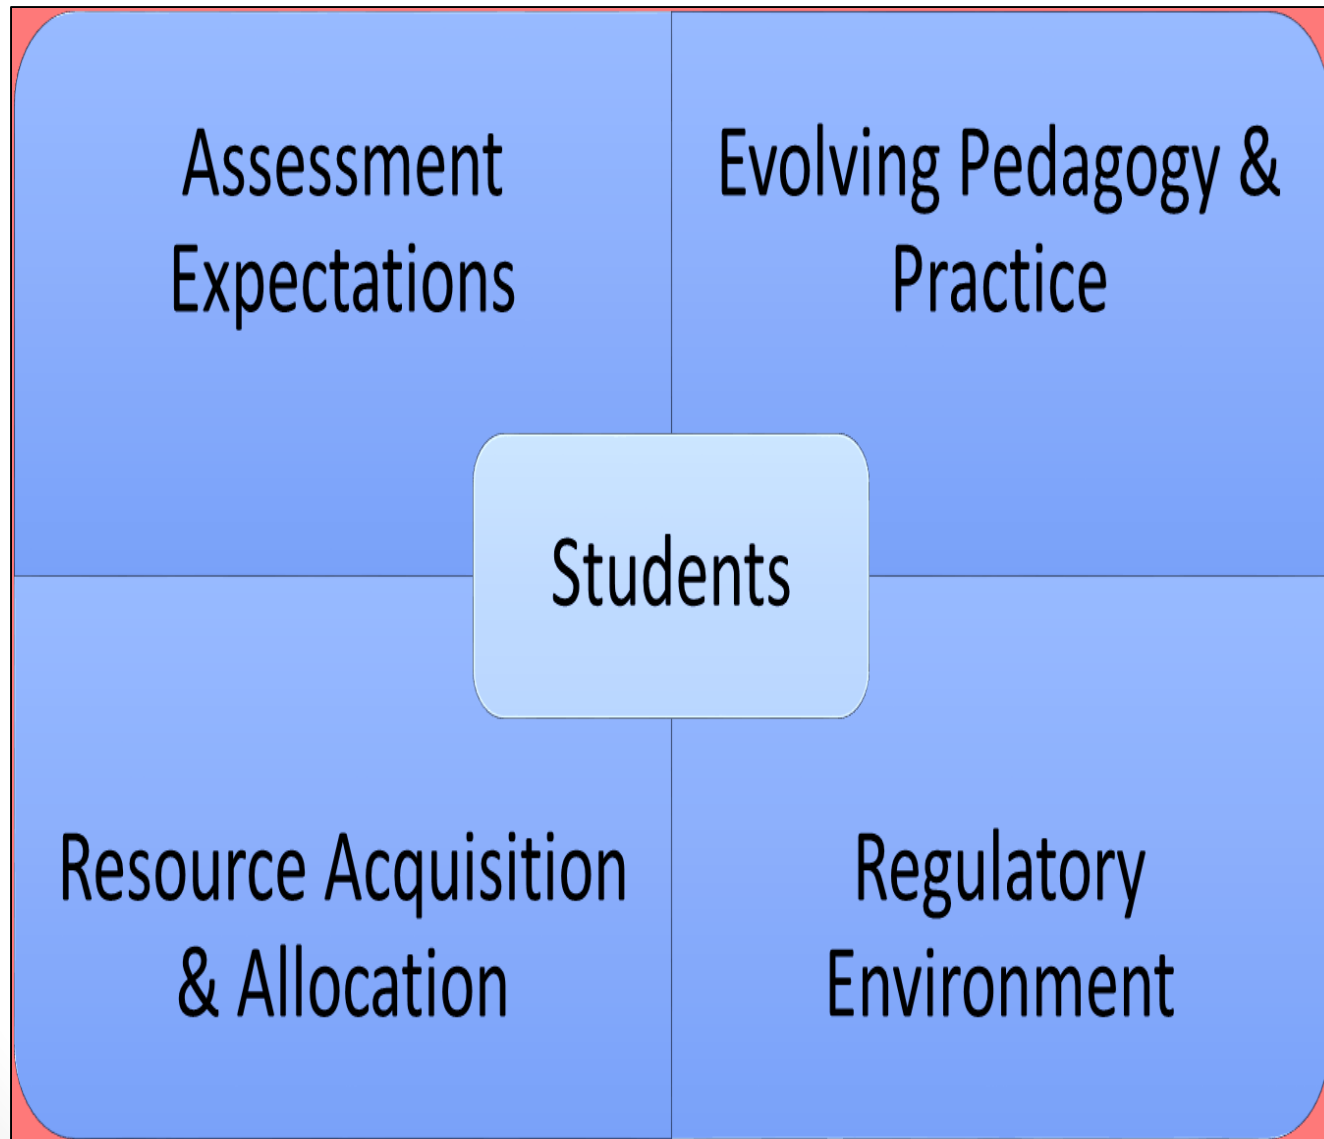 Assessment
Expectations
Evolving Pedagogy &
Practice
Students
Resource Acquisition
& Allocation
Regulatory
Environment